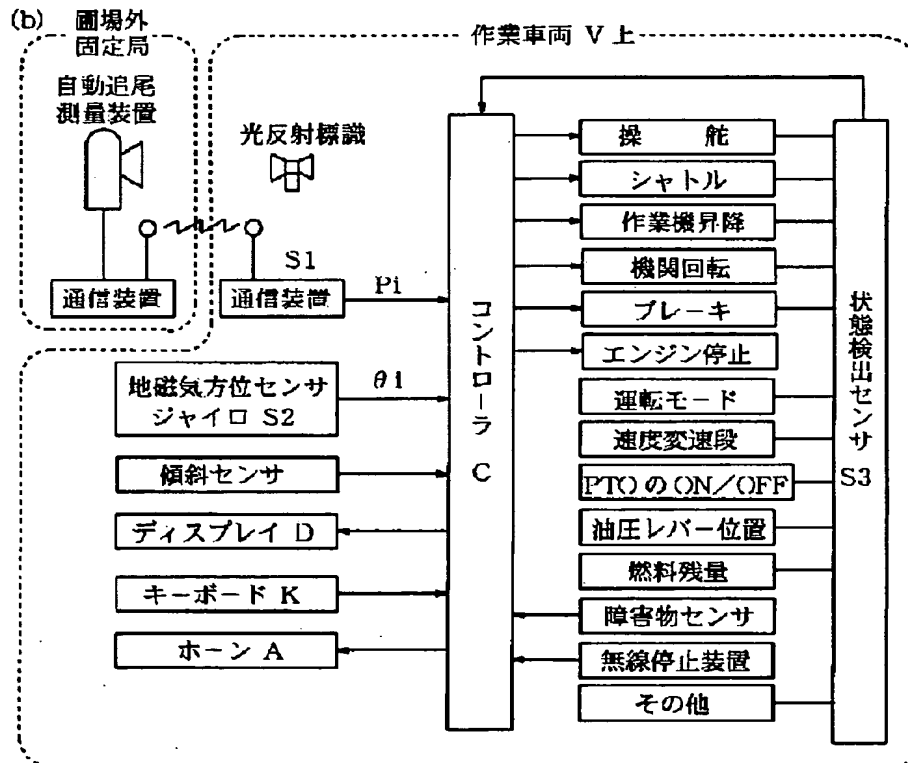 (b)
圃場外
固定局
作業車両 V 上
自動追尾
測量装置
光反射標識
S1
通信装置
通信装置
Pi
地磁気方位センサ
ジャイロ S2
θi
傾斜センサ
ディスプレイ D
キーボード K
ホーン A
コントローラ C
操 舵
シャトル
作業機昇降
機関回転
ブレーキ
エンジン停止
運転モード
速度変速段
PTOのON/OFF
油圧レバー位置
燃料残量
障害物センサ
無線停止装置
その他
状態検出センサ S3